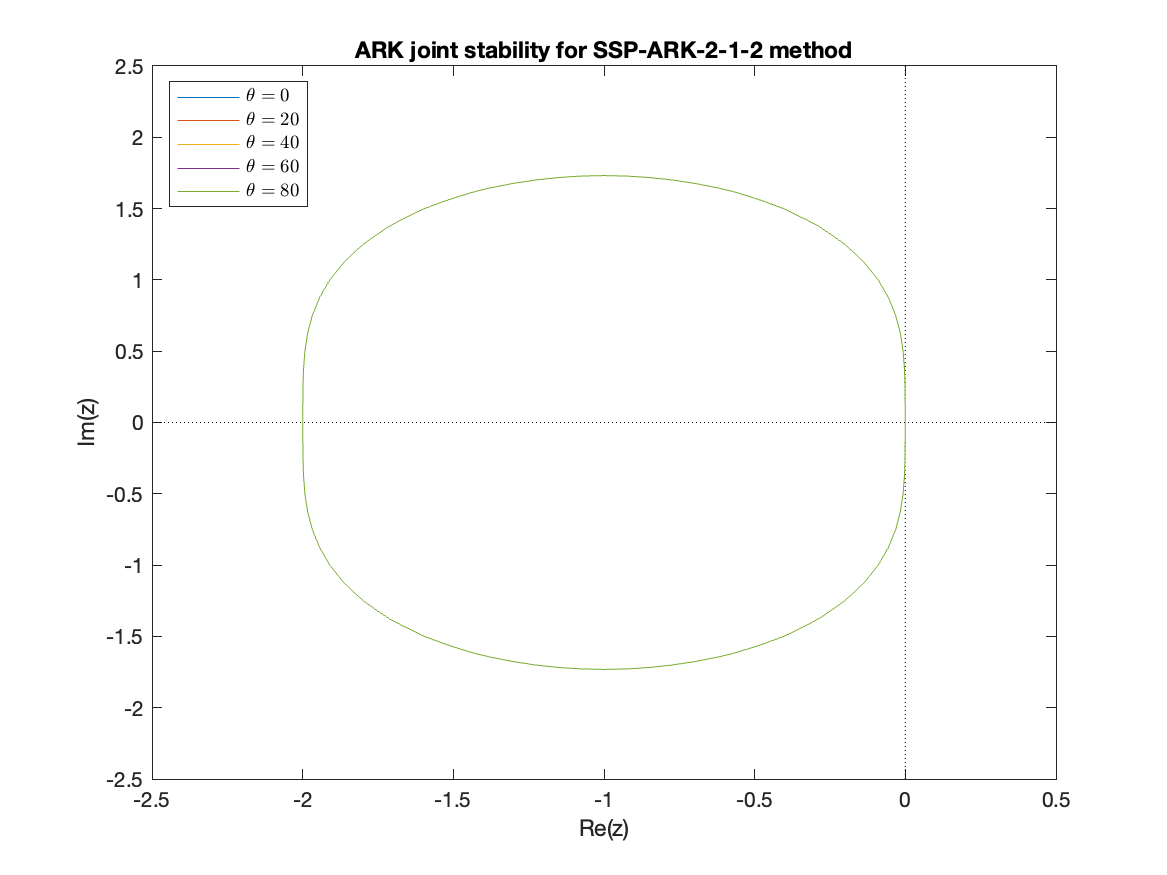 ARK joint stability for SSP-ARK-2-1-2 method
θ = 0
θ = 20
θ = 40
θ = 60
θ = 80
2.5
2
1.5
1
0.5
0
-0.5
-1
-1.5
-2
-2.5
Im(z)
-2.5 -2 -1.5 -1 -0.5 0 0.5
Re(z)